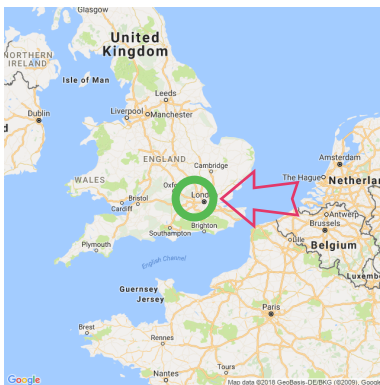 Glasgow
United
Kingdom
NORTHERN
IRELAND
Isle of Man
Leeds
Dublin
Liverpool
Manchester
d
ENGLAND
Cambridge
Amsterdam
WALES
Oxf
The Hague
Netherlan
Bristol
Lond
Cardiff
Antwerp
Southampton
Brighton
Brussels
Lille
Plymouth
Belgium
English Channel
Guernsey
Jersey
Luxemb
Paris
Brest
Rennes
Tours
Nantes
Google
Map data ©2018 GeoBasis-DE/BKG (©2009), Google